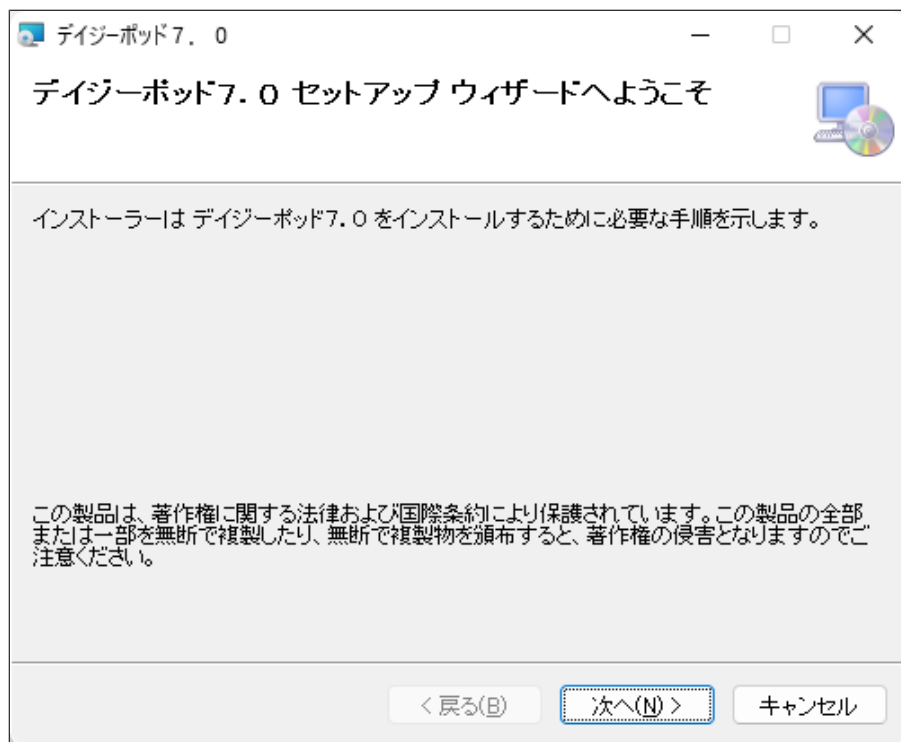 デイジーポッド７．０
デイジーポッド７．０ セットアップ ウィザードへようこそ
インストーラーは デイジーポッド７．０ をインストールするために必要な手順を示します。
この製品は、著作権に関する法律および国際条約により保護されています。この製品の全部
または一部を無断で複製したり、無断で複製物を頒布すると、著作権の侵害となりますのでご
注意ください。
< 戻る(B) 次へ(N) > キャンセル